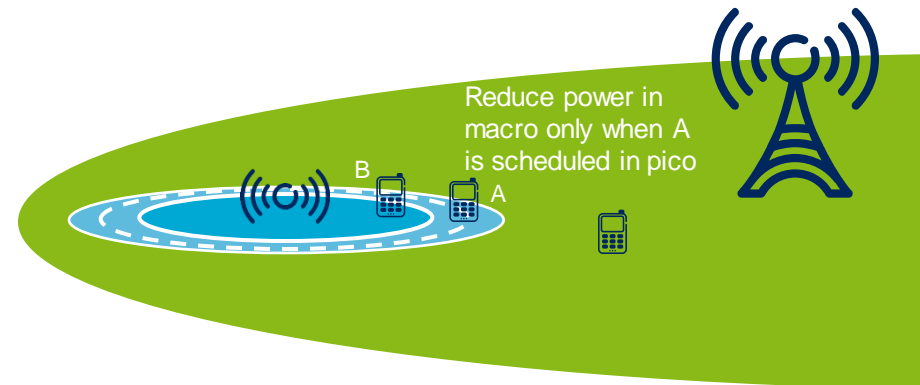 Reduce power in
macro only when A
is scheduled in pico
B
A